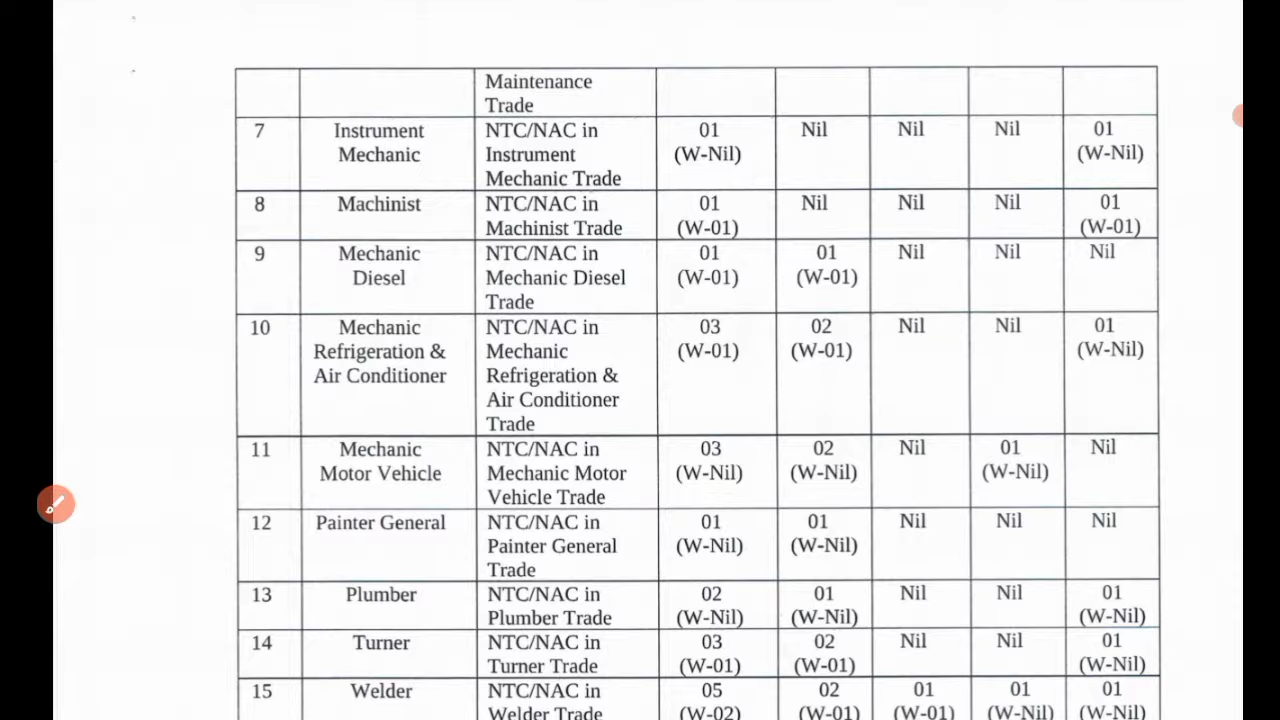 Maintenance
Trade
7 Instrument NTC/NAC in 01 Nil Nil Nil 01
Mechanic Instrument (W-Nil) (W-Nil)
Mechanic Trade
8 Machinist NTC/NAC in 01 Nil Nil Nil 01
Machinist Trade (W-01) (W-01)
9 Mechanic NTC/NAC in 01 01 Nil Nil Nil
Diesel Mechanic Diesel (W-01) (W-01)
Trade
10 Mechanic NTC/NAC in 03 02 Nil Nil 01
Refrigeration & Mechanic (W-01) (W-01) (W-Nil)
Air Conditioner Refrigeration &
Air Conditioner
Trade
11 Mechanic NTC/NAC in 03 02 Nil 01 Nil
Motor Vehicle Mechanic Motor (W-Nil) (W-Nil) (W-Nil)
Vehicle Trade
12 Painter General NTC/NAC in 01 01 Nil Nil Nil
Painter General (W-Nil) (W-Nil)
Trade
13 Plumber NTC/NAC in 02 01 Nil Nil 01
Plumber Trade (W-Nil) (W-Nil) (W-Nil)
14 Turner NTC/NAC in 03 02 Nil Nil 01
Turner Trade (W-01) (W-01) (W-Nil)
15 Welder NTC/NAC in 05 02 01 01 01
Welder Trade (W-02) (W-01) (W-01) (W-Nil) (W-Nil)